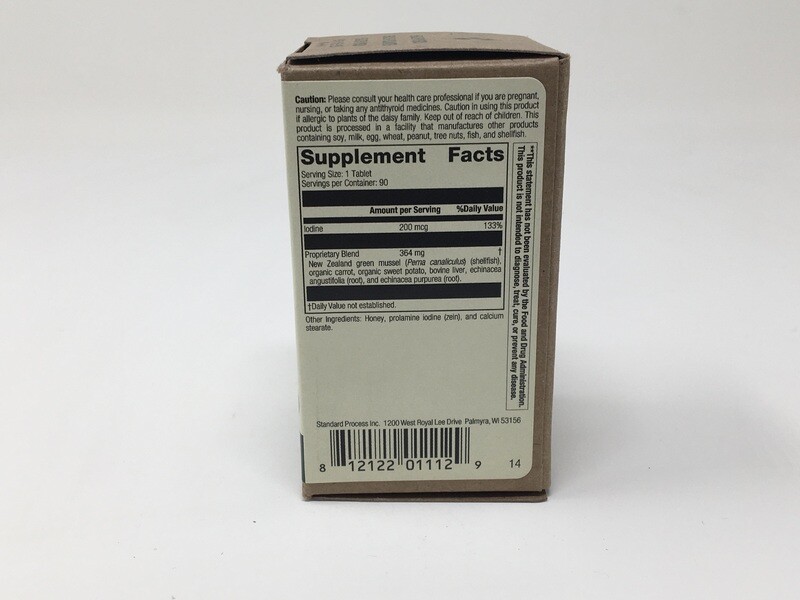 Caution: Please consult your health care professional if you are pregnant,
nursing, or taking any antithyroid medicines. Caution in using this product
if allergic to plants of the daisy family. Keep out of reach of children. This
product is processed in a facility that manufactures other products
containing soy, milk, egg, wheat, peanut, tree nuts, fish, and shellfish.
Supplement Facts
Serving Size: 1 Tablet
Servings per Container: 90
Amount per Serving %Daily Value
Iodine 200 mcg 133%
Proprietary Blend 364 mg †
New Zealand green mussel (Perna canaliculus) (shellfish),
organic carrot, organic sweet potato, bovine liver, echinacea
angustifolia (root), and echinacea purpurea (root).
†Daily Value not established.
Other Ingredients: Honey, prolamine iodine (zein), and calcium
stearate.
**This statement has not been evaluated by the Food and Drug Administration.
This product is not intended to diagnose, treat, cure, or prevent any disease.
Standard Process Inc. 1200 West Royal Lee Drive Palmyra, WI 53156
8 12122 01112 9 14